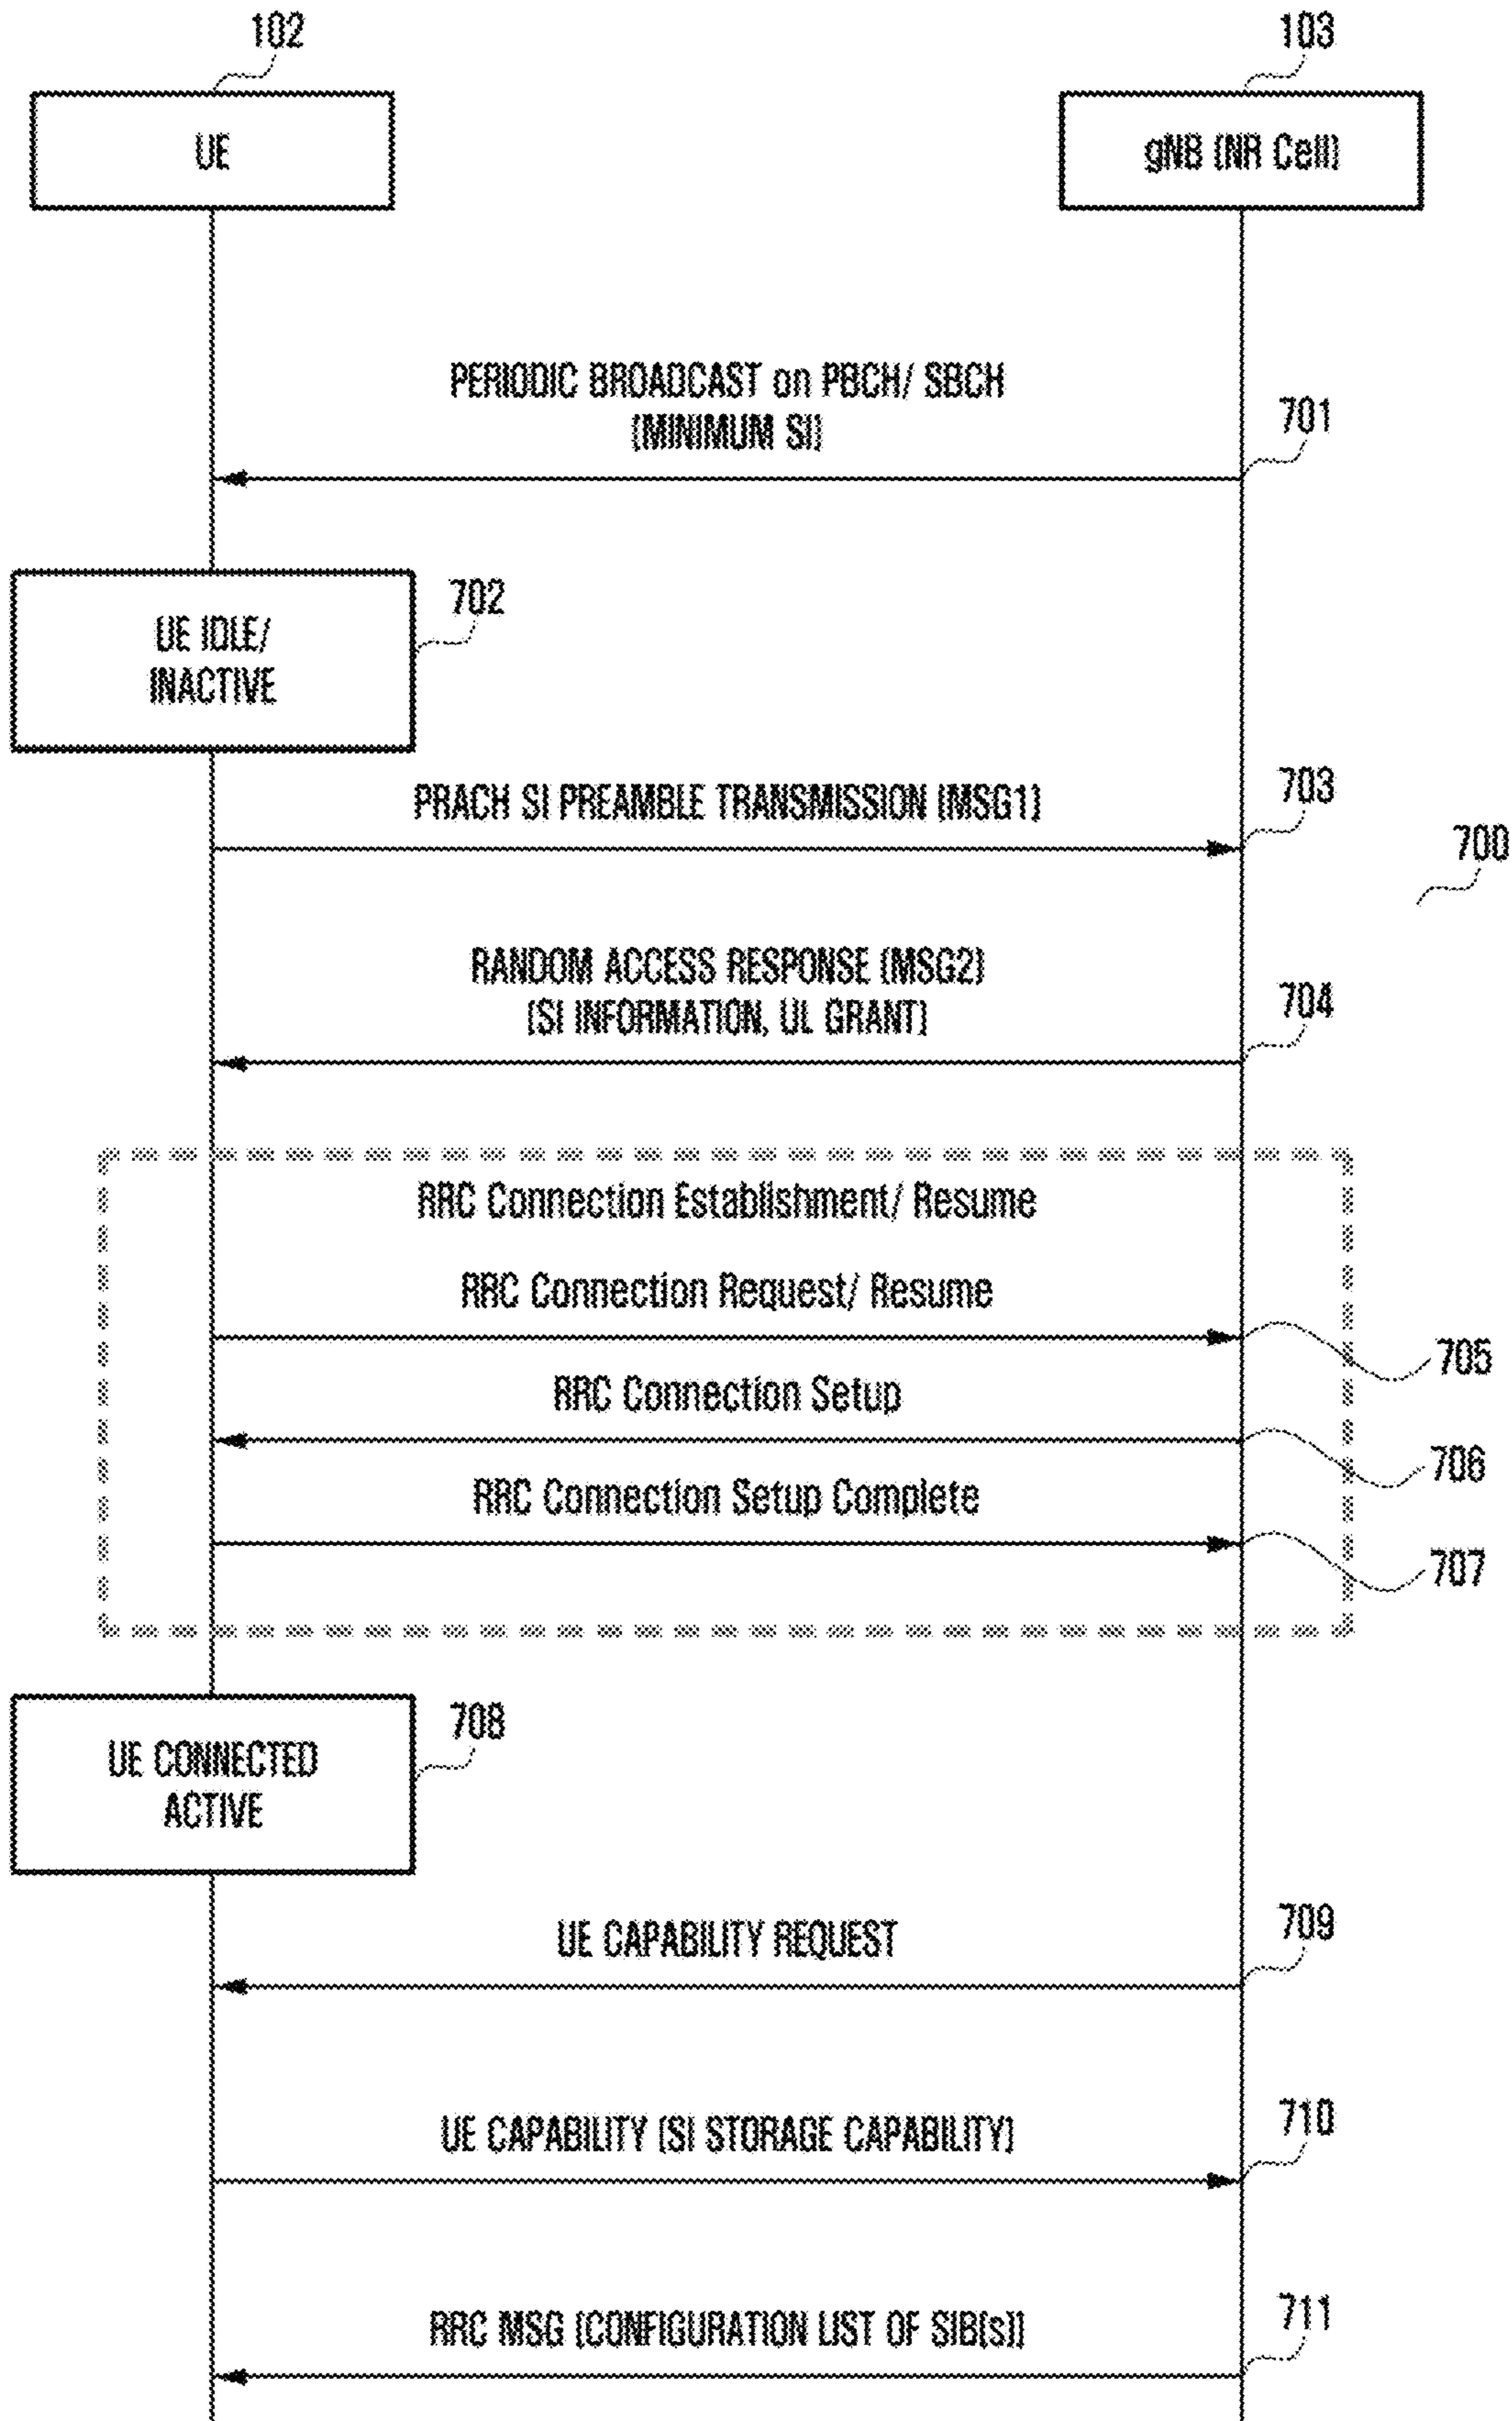 102
103
UE
gNB (NR Cell)
PERIODIC BROADCAST on PBCH/ SBCH
(MINIMUM SI)
701
UE IDLE/
INACTIVE
702
PRACH SI PREAMBLE TRANSMISSION (MSG1)
703
700
RANDOM ACCESS RESPONSE (MSG2)
(SI INFORMATION, UL GRANT)
704
RRC Connection Establishment/ Resume
RRC Connection Request/ Resume
705
RRC Connection Setup
706
RRC Connection Setup Complete
707
UE CONNECTED
ACTIVE
708
UE CAPABILITY REQUEST
709
UE CAPABILITY (SI STORAGE CAPABILITY)
710
RRC MSG (CONFIGURATION LIST OF SIB(s))
711